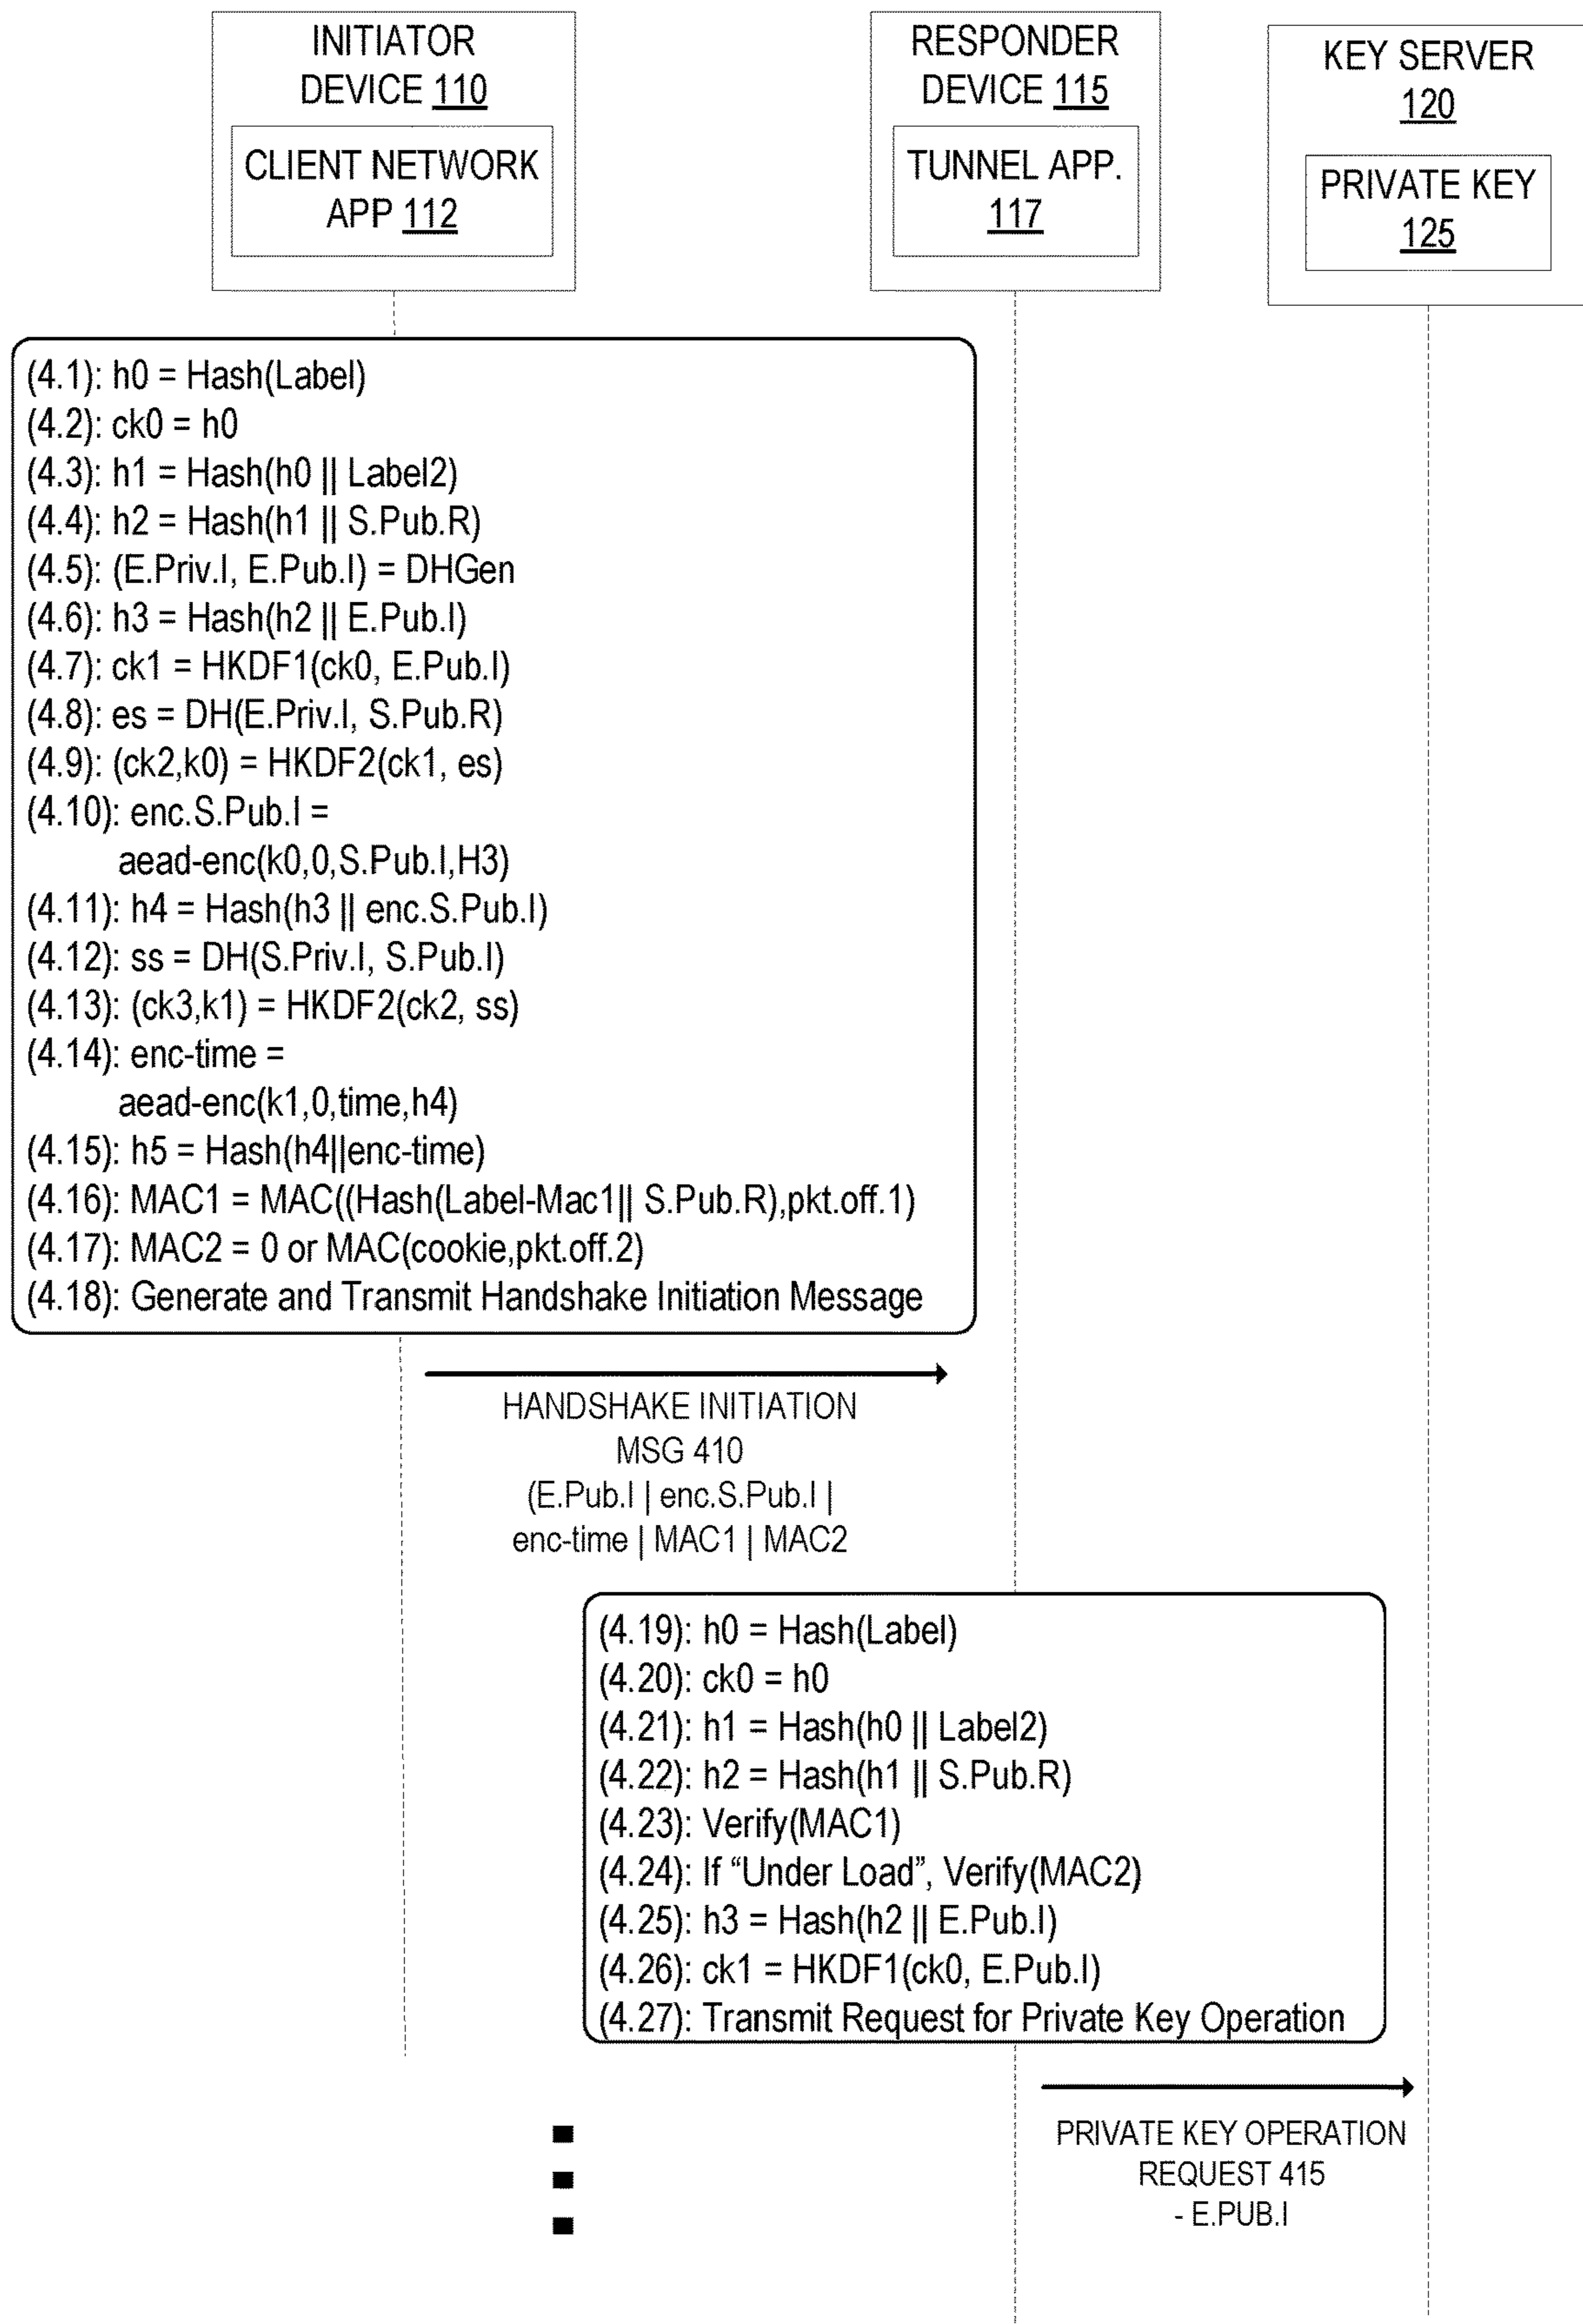 INITIATOR
DEVICE 110
CLIENT NETWORK
APP 112
RESPONDER
DEVICE 115
TUNNEL APP.
117
KEY SERVER
120
PRIVATE KEY
125
(4.1): h0 = Hash(Label)
(4.2): ck0 = h0
(4.3): h1 = Hash(h0 || Label2)
(4.4): h2 = Hash(h1 || S.Pub.R)
(4.5): (E.Priv.I, E.Pub.I) = DHGen
(4.6): h3 = Hash(h2 || E.Pub.I)
(4.7): ck1 = HKDF1(ck0, E.Pub.I)
(4.8): es = DH(E.Priv.I, S.Pub.R)
(4.9): (ck2,k0) = HKDF2(ck1, es)
(4.10): enc.S.Pub.I =
aead-enc(k0,0,S.Pub.I,H3)
(4.11): h4 = Hash(h3 || enc.S.Pub.I)
(4.12): ss = DH(S.Priv.I, S.Pub.I)
(4.13): (ck3,k1) = HKDF2(ck2, ss)
(4.14): enc-time =
aead-enc(k1,0,time,h4)
(4.15): h5 = Hash(h4||enc-time)
(4.16): MAC1 = MAC((Hash(Label-Mac1|| S.Pub.R),pkt.off.1)
(4.17): MAC2 = 0 or MAC(cookie,pkt.off.2)
(4.18): Generate and Transmit Handshake Initiation Message
HANDSHAKE INITIATION
MSG 410
(E.Pub.I | enc.S.Pub.I |
enc-time | MAC1 | MAC2
(4.19): h0 = Hash(Label)
(4.20): ck0 = h0
(4.21): h1 = Hash(h0 || Label2)
(4.22): h2 = Hash(h1 || S.Pub.R)
(4.23): Verify(MAC1)
(4.24): If “Under Load”, Verify(MAC2)
(4.25): h3 = Hash(h2 || E.Pub.I)
(4.26): ck1 = HKDF1(ck0, E.Pub.I)
(4.27): Transmit Request for Private Key Operation
PRIVATE KEY OPERATION
REQUEST 415
- E.PUB.I